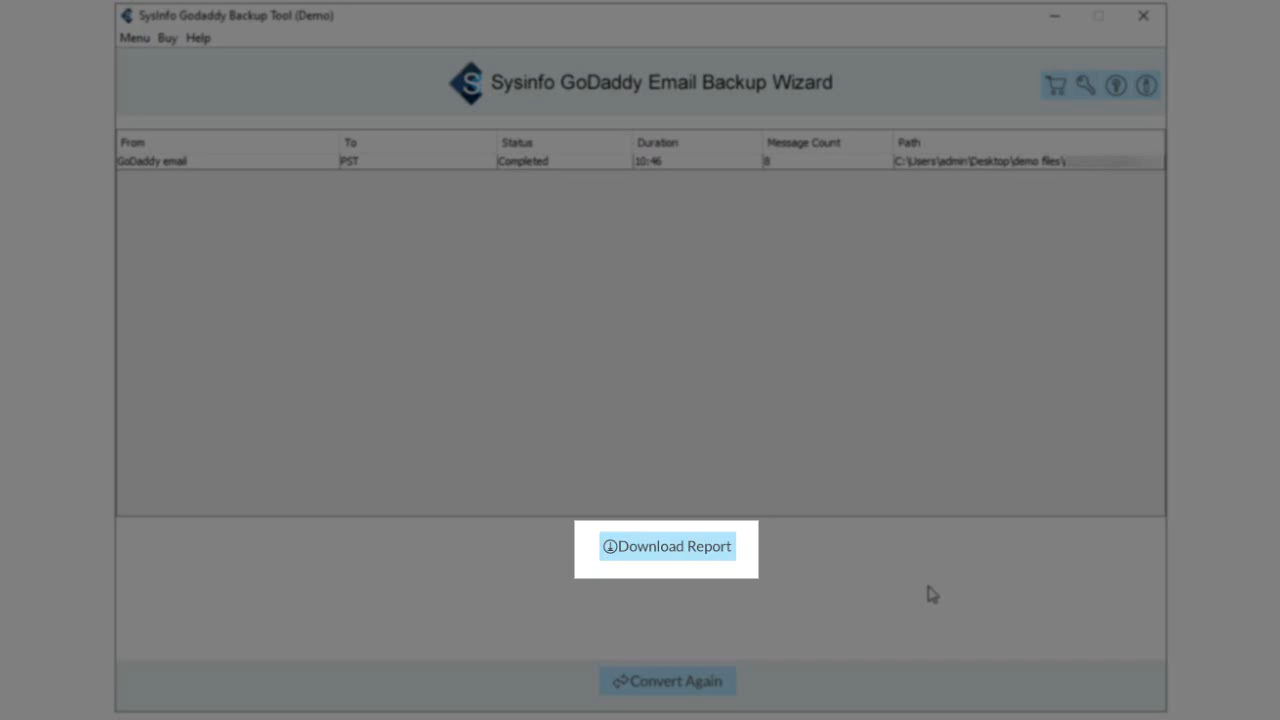 SysInfo Godaddy Backup Tool (Demo)
Menu Buy Help
Sysinfo GoDaddy Email Backup Wizard
From To Status Duration Message Count Path
GoDaddy email PST Completed 10:46 8 C:\Users\admin\Desktop\demo files\
Download Report
Convert Again